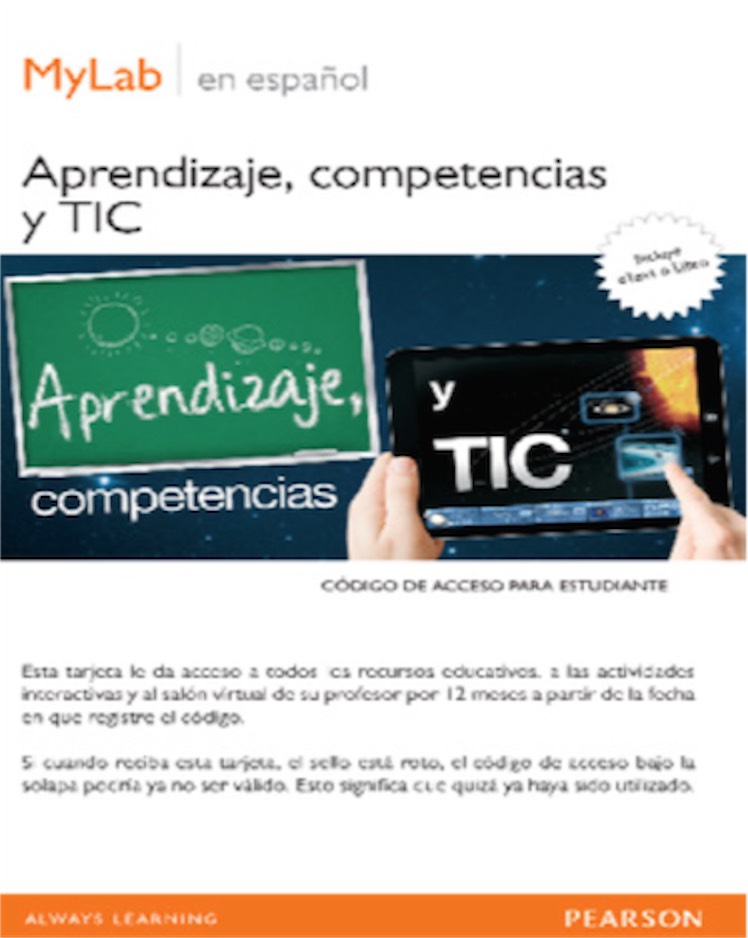 MyLab en español
Aprendizaje, competencias
y TIC
Incluye
eText o Libro
Aprendizaje,
competencias
y
TIC
CÓDIGO DE ACCESO PARA ESTUDIANTE
Esta tarjeta le da acceso a todos los recursos educativos, a las actividades
interactivas y al salón virtual de su profesor por 12 meses a partir de la fecha
en que registre el código.
Si cuando reciba esta tarjeta, el sello está roto, el código de acceso bajo la
solapa podría ya no ser válido. Esto significa que quizá ya haya sido utilizado.
ALWAYS LEARNING
PEARSON